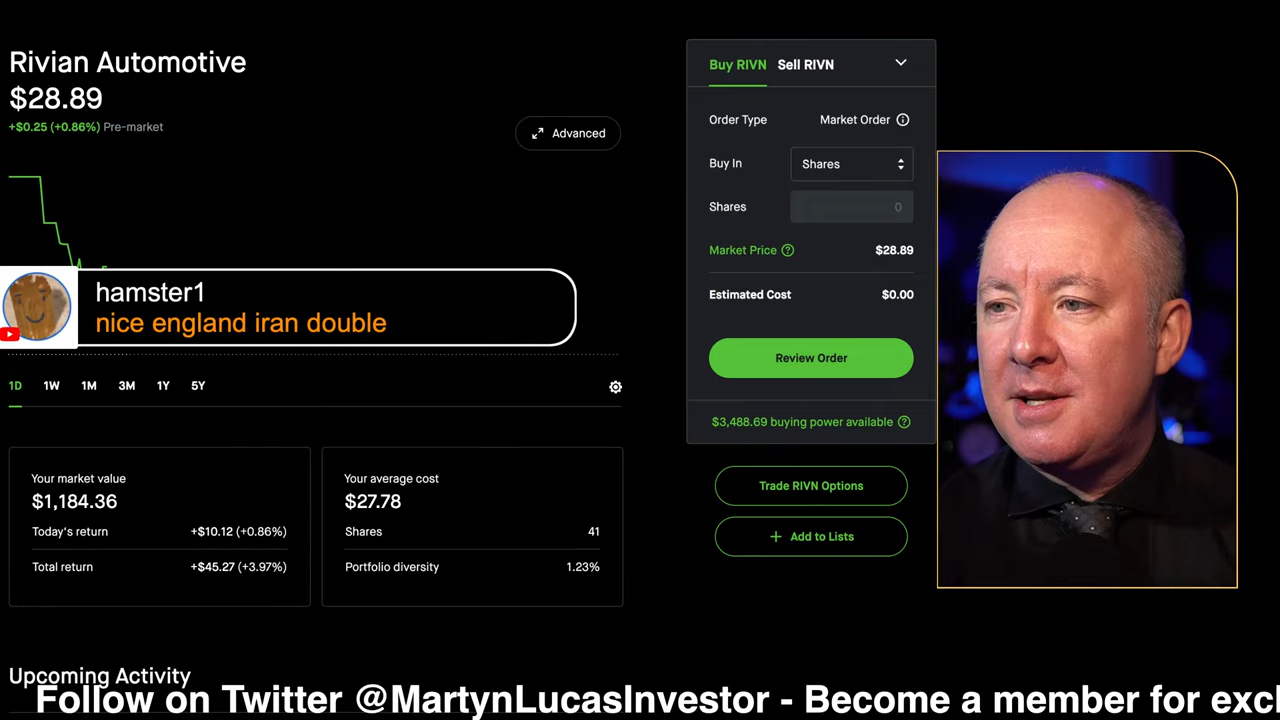 Rivian Automotive
$28.89
+$0.25 (+0.86%) Pre-market
Advanced
hamster1
nice england iran double
1D 1W 1M 3M 1Y 5Y
Your market value
$1,184.36
Today's return +$10.12 (+0.86%)
Total return +$45.27 (+3.97%)
Your average cost
$27.78
Shares 41
Portfolio diversity 1.23%
Buy RIVN Sell RIVN
Order Type Market Order
Buy In Shares
Shares 0
Market Price $28.89
Estimated Cost $0.00
Review Order
$3,488.69 buying power available
Trade RIVN Options
+ Add to Lists
Upcoming Activity
Follow on Twitter @MartynLucasInvestor - Become a member for excl